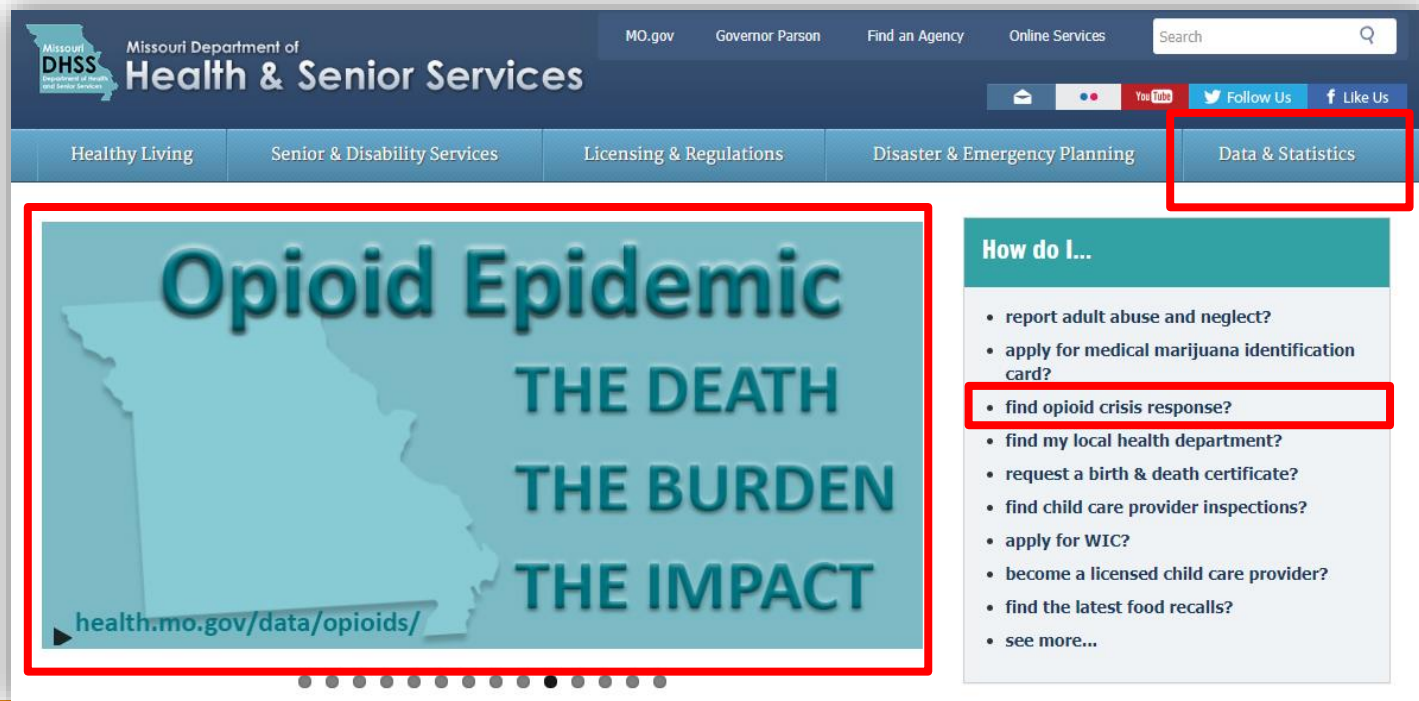 Missouri
DHSS
Department of Health
and Senior Services
Missouri Department of
Health & Senior Services
MO.gov Governor Parson Find an Agency Online Services Search
You Tube Follow Us f Like Us
Healthy Living Senior & Disability Services Licensing & Regulations Disaster & Emergency Planning Data & Statistics
Opioid Epidemic
THE DEATH
THE BURDEN
THE IMPACT
health.mo.gov/data/opioids/
How do I...
• report adult abuse and neglect?
• apply for medical marijuana identification
card?
• find opioid crisis response?
• find my local health department?
• request a birth & death certificate?
• find child care provider inspections?
• apply for WIC?
• become a licensed child care provider?
• find the latest food recalls?
• see more...